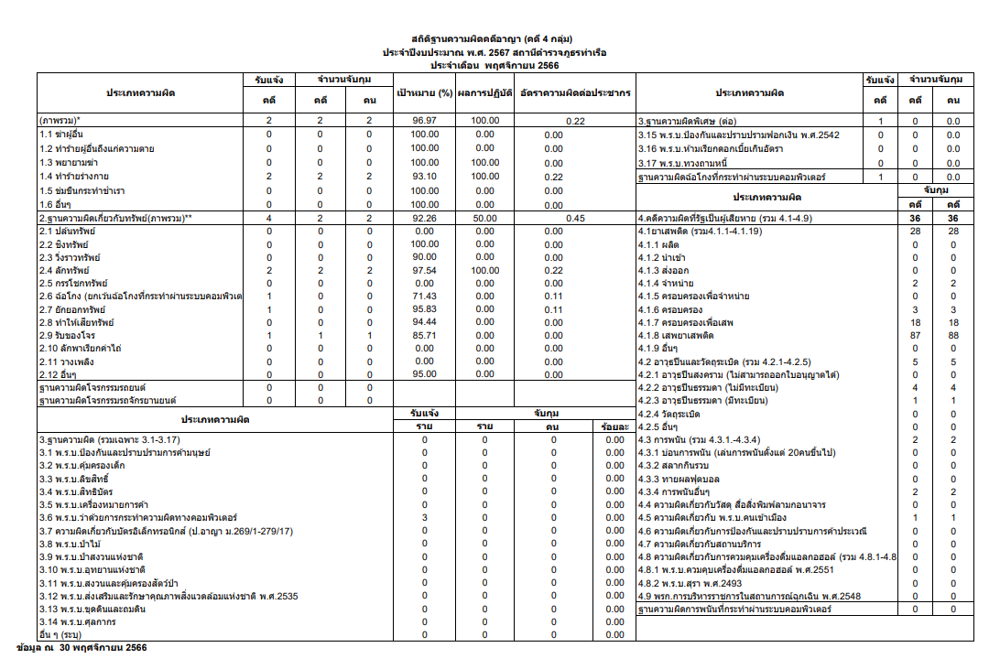 สถิติฐานความผิดคดีอาญา (คดี 4 กลุ่ม)
ประจำปีงบประมาณ พ.ศ. 2567 สถานีตำรวจภูธรท่าเรือ
ประจำเดือน พฤศจิกายน 2566
ประเภทความผิด รับแจ้ง จำนวนจับกุม เป้าหมาย (%) ผลการปฏิบัติ อัตราความผิดต่อประชากร
คดี คดี คน
(ภาพรวม)* 2 2 2 96.97 100.00 0.22
1.1 ฆ่าผู้อื่น 0 0 0 100.00 0.00 0.00
1.2 ทำร้ายผู้อื่นถึงแก่ความตาย 0 0 0 100.00 0.00 0.00
1.3 พยายามฆ่า 0 0 0 100.00 100.00 0.00
1.4 ทำร้ายร่างกาย 2 2 2 93.10 100.00 0.22
1.5 ข่มขืนกระทำชำเรา 0 0 0 100.00 0.00 0.00
1.6 อื่นๆ 0 0 0 100.00 0.00 0.00
2.ฐานความผิดเกี่ยวกับทรัพย์(ภาพรวม)** 4 2 2 92.26 50.00 0.45
2.1 ปล้นทรัพย์ 0 0 0 0.00 0.00 0.00
2.2 ชิงทรัพย์ 0 0 0 100.00 0.00 0.00
2.3 วิ่งราวทรัพย์ 0 0 0 90.00 0.00 0.00
2.4 ลักทรัพย์ 2 2 2 97.54 100.00 0.22
2.5 กรรโชกทรัพย์ 0 0 0 0.00 0.00 0.00
2.6 ฉ้อโกง (ยกเว้นฉ้อโกงที่กระทำผ่านระบบคอมพิวเต 1 0 0 71.43 0.00 0.11
2.7 ยักยอกทรัพย์ 1 0 0 95.83 0.00 0.11
2.8 ทำให้เสียทรัพย์ 0 0 0 94.44 0.00 0.00
2.9 รับของโจร 1 1 1 85.71 0.00 0.00
2.10 ลักพาเรียกค่าไถ่ 0 0 0 0.00 0.00 0.00
2.11 วางเพลิง 0 0 0 0.00 0.00 0.00
2.12 อื่นๆ 0 0 0 95.00 0.00 0.00
ฐานความผิดโจรกรรมรถยนต์ 0 0 0
ฐานความผิดโจรกรรมรถจักรยานยนต์ 0 0 0
ประเภทความผิด รับแจ้ง จับกุม
ราย ราย คน ร้อยละ
3.ฐานความผิด (รวมเฉพาะ 3.1-3.17) 0 0 0 0.00
3.1 พ.ร.บ.ป้องกันและปราบปรามการค้ามนุษย์ 0 0 0 0.00
3.2 พ.ร.บ.คุ้มครองเด็ก 0 0 0 0.00
3.3 พ.ร.บ.ลิขสิทธิ์ 0 0 0 0.00
3.4 พ.ร.บ.สิทธิบัตร 0 0 0 0.00
3.5 พ.ร.บ.เครื่องหมายการค้า 0 0 0 0.00
3.6 พ.ร.บ.ว่าด้วยการกระทำความผิดทางคอมพิวเตอร์ 3 0 0 0.00
3.7 ความผิดเกี่ยวกับบัตรอิเล็กทรอนิกส์ (ป.อาญา ม.269/1-279/17) 0 0 0 0.00
3.8 พ.ร.บ.ป่าไม้ 0 0 0 0.00
3.9 พ.ร.บ.ป่าสงวนแห่งชาติ 0 0 0 0.00
3.10 พ.ร.บ.อุทยานแห่งชาติ 0 0 0 0.00
3.11 พ.ร.บ.สงวนและคุ้มครองสัตว์ป่า 0 0 0 0.00
3.12 พ.ร.บ.ส่งเสริมและรักษาคุณภาพสิ่งแวดล้อมแห่งชาติ พ.ศ.2535 0 0 0 0.00
3.13 พ.ร.บ.ขุดดินและถมดิน 0 0 0 0.00
3.14 พ.ร.บ.ศุลกากร 0 0 0 0.00
อื่น ๆ (ระบุ) 0 0 0 0.00
ประเภทความผิด รับแจ้ง จำนวนจับกุม
คดี คดี คน
3.ฐานความผิดพิเศษ (ต่อ) 1 0 0.0
3.15 พ.ร.บ.ป้องกันและปราบปรามฟอกเงิน พ.ศ.2542 0 0 0.0
3.16 พ.ร.บ.ห้ามเรียกดอกเบี้ยเกินอัตรา 0 0 0.0
3.17 พ.ร.บ.ทวงถามหนี้ 0 0 0.0
ฐานความผิดฉ้อโกงที่กระทำผ่านระบบคอมพิวเตอร์ 1 0 0.0
ประเภทความผิด จับกุม
คดี คดี
4.คดีความผิดที่รัฐเป็นผู้เสียหาย (รวม 4.1-4.9) 36 36
4.1ยาเสพติด (รวม4.1.1-4.1.19) 28 28
4.1.1 ผลิต 0 0
4.1.2 นำเข้า 0 0
4.1.3 ส่งออก 0 0
4.1.4 จำหน่าย 2 2
4.1.5 ครอบครองเพื่อจำหน่าย 0 0
4.1.6 ครอบครอง 3 3
4.1.7 ครอบครองเพื่อเสพ 18 18
4.1.8 เสพยาเสพติด 87 88
4.1.9 อื่นๆ 0 0
4.2 อาวุธปืนและวัตถุระเบิด (รวม 4.2.1-4.2.5) 5 5
4.2.1 อาวุธปืนสงคราม (ไม่สามารถออกใบอนุญาตได้) 0 0
4.2.2 อาวุธปืนธรรมดา (ไม่มีทะเบียน) 4 4
4.2.3 อาวุธปืนธรรมดา (มีทะเบียน) 1 1
4.2.4 วัตถุระเบิด 0 0
4.2.5 อื่นๆ 0 0
4.3 การพนัน (รวม 4.3.1.-4.3.4) 2 2
4.3.1 บ่อนการพนัน (เล่นการพนันตั้งแต่ 20คนขึ้นไป) 0 0
4.3.2 สลากกินรวบ 0 0
4.3.3 ทายผลฟุตบอล 0 0
4.3.4 การพนันอื่นๆ 2 2
4.4 ความผิดเกี่ยวกับวัสดุ สื่อสิ่งพิมพ์ลามกอนาจาร 0 0
4.5 ความผิดเกี่ยวกับ พ.ร.บ.คนเข้าเมือง 1 1
4.6 ความผิดเกี่ยวกับการป้องกันและปราบปรามการค้าประเวณี 0 0
4.7 ความผิดเกี่ยวกับสถานบริการ 0 0
4.8 ความผิดเกี่ยวกับการควบคุมเครื่องดื่มแอลกอฮอล์ (รวม 4.8.1-4.8 0 0
4.8.1 พ.ร.บ.ควบคุบเครื่องดื่มแอลกอฮอล์ พ.ศ.2551 0 0
4.8.2 พ.ร.บ.สุรา พ.ศ.2493 0 0
4.9 พรก.การบริหารราชการในสถานการณ์ฉุกเฉิน พ.ศ.2548 0 0
ฐานความผิดการพนันที่กระทำผ่านระบบคอมพิวเตอร์ 0 0
ข้อมูล ณ 30 พฤศจิกายน 2566